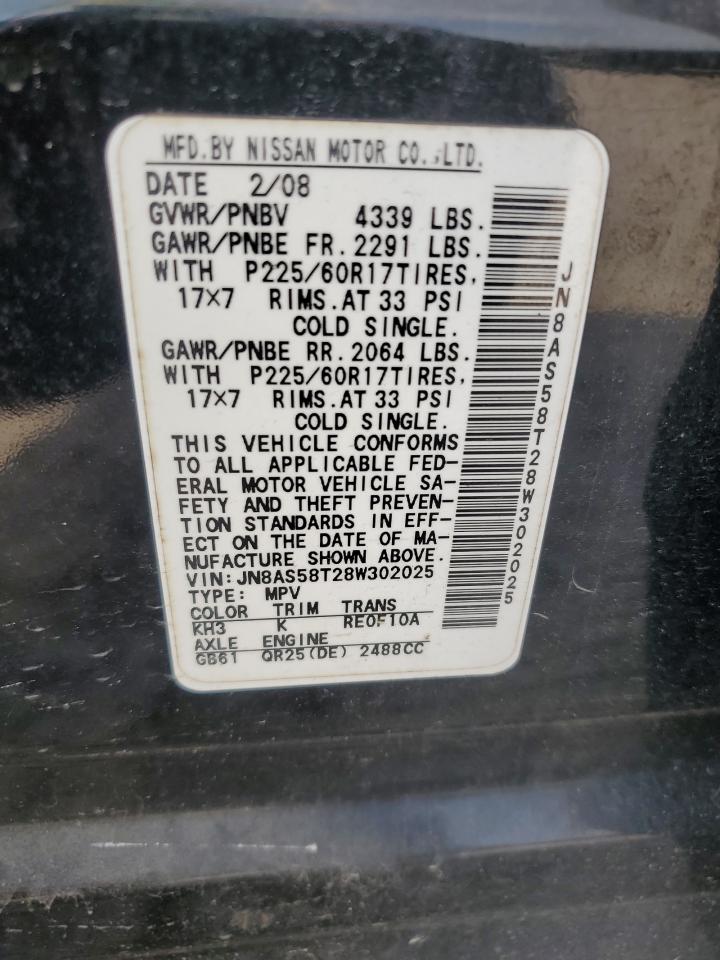 MFD.BY NISSAN MOTOR CO.,LTD.
DATE 2/08
GVWR/PNBV 4339 LBS.
GAWR/PNBE FR.2291 LBS.
WITH P225/60R17TIRES,
17×7 RIMS.AT 33 PSI
COLD SINGLE.
GAWR/PNBE RR.2064 LBS.
WITH P225/60R17TIRES,
17×7 RIMS.AT 33 PSI
COLD SINGLE.
THIS VEHICLE CONFORMS
TO ALL APPLICABLE FED-
ERAL MOTOR VEHICLE SA-
FETY AND THEFT PREVEN-
TION STANDARDS IN EFF-
ECT ON THE DATE OF MA-
NUFACTURE SHOWN ABOVE.
VIN:JN8AS58T28W302025
TYPE: MPV
COLOR TRIM TRANS
KH3 K RE0F10A
AXLE ENGINE
GB61 QR25(DE) 2488CC
JN8AS58T28W302025